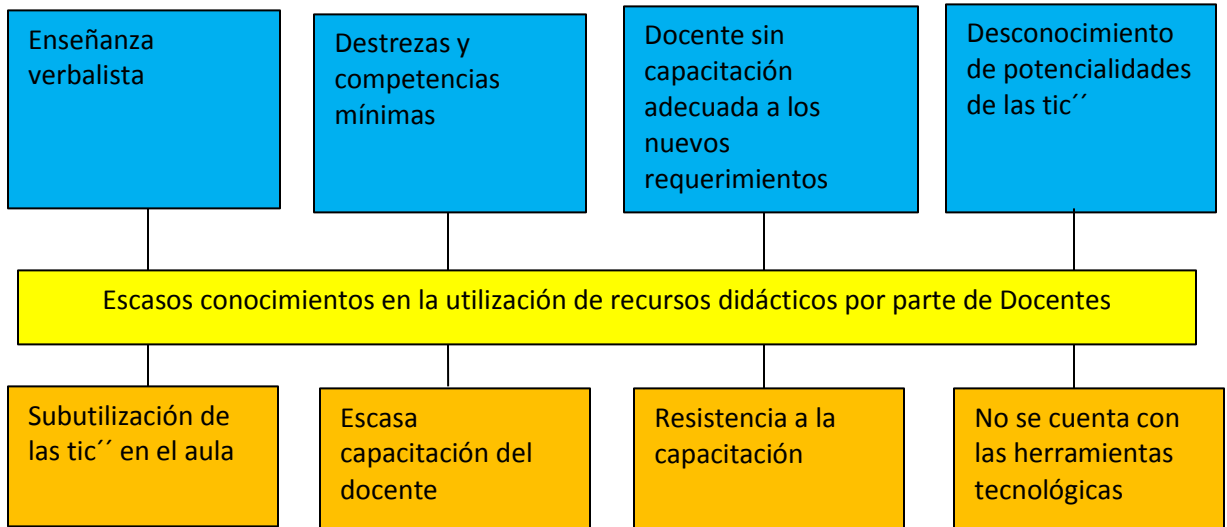 Enseñanza
verbalista
Destrezas y
competencias
mínimas
Docente sin
capacitación
adecuada a los
nuevos
requerimientos
Desconocimiento
de potencialidades
de las tic´´
Escasos conocimientos en la utilización de recursos didácticos por parte de Docentes
Subutilización de
las tic´´ en el aula
Escasa
capacitación del
docente
Resistencia a la
capacitación
No se cuenta con
las herramientas
tecnológicas